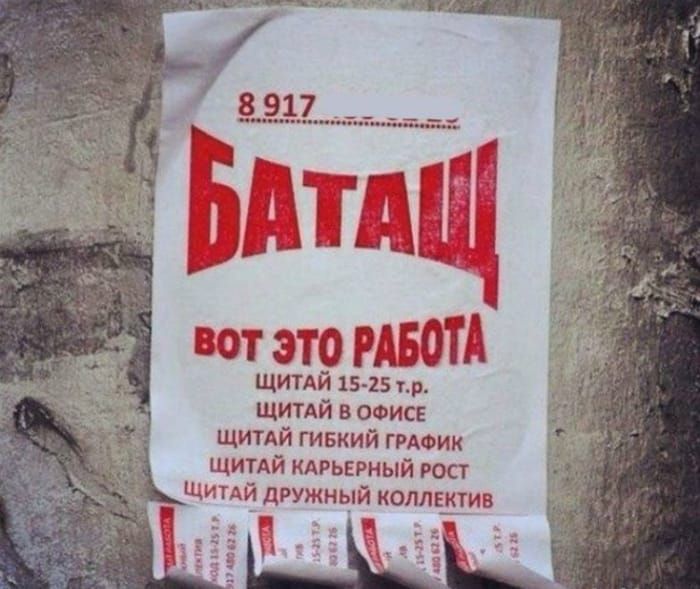 8 917
БАТАЩ
ВОТ ЭТО РАБОТА
ЩИТАЙ 15-25 т.р.
ЩИТАЙ В ОФИСЕ
ЩИТАЙ ГИБКИЙ ГРАФИК
ЩИТАЙ КАРЬЕРНЫЙ РОСТ
ЩИТАЙ ДРУЖНЫЙ КОЛЛЕКТИВ